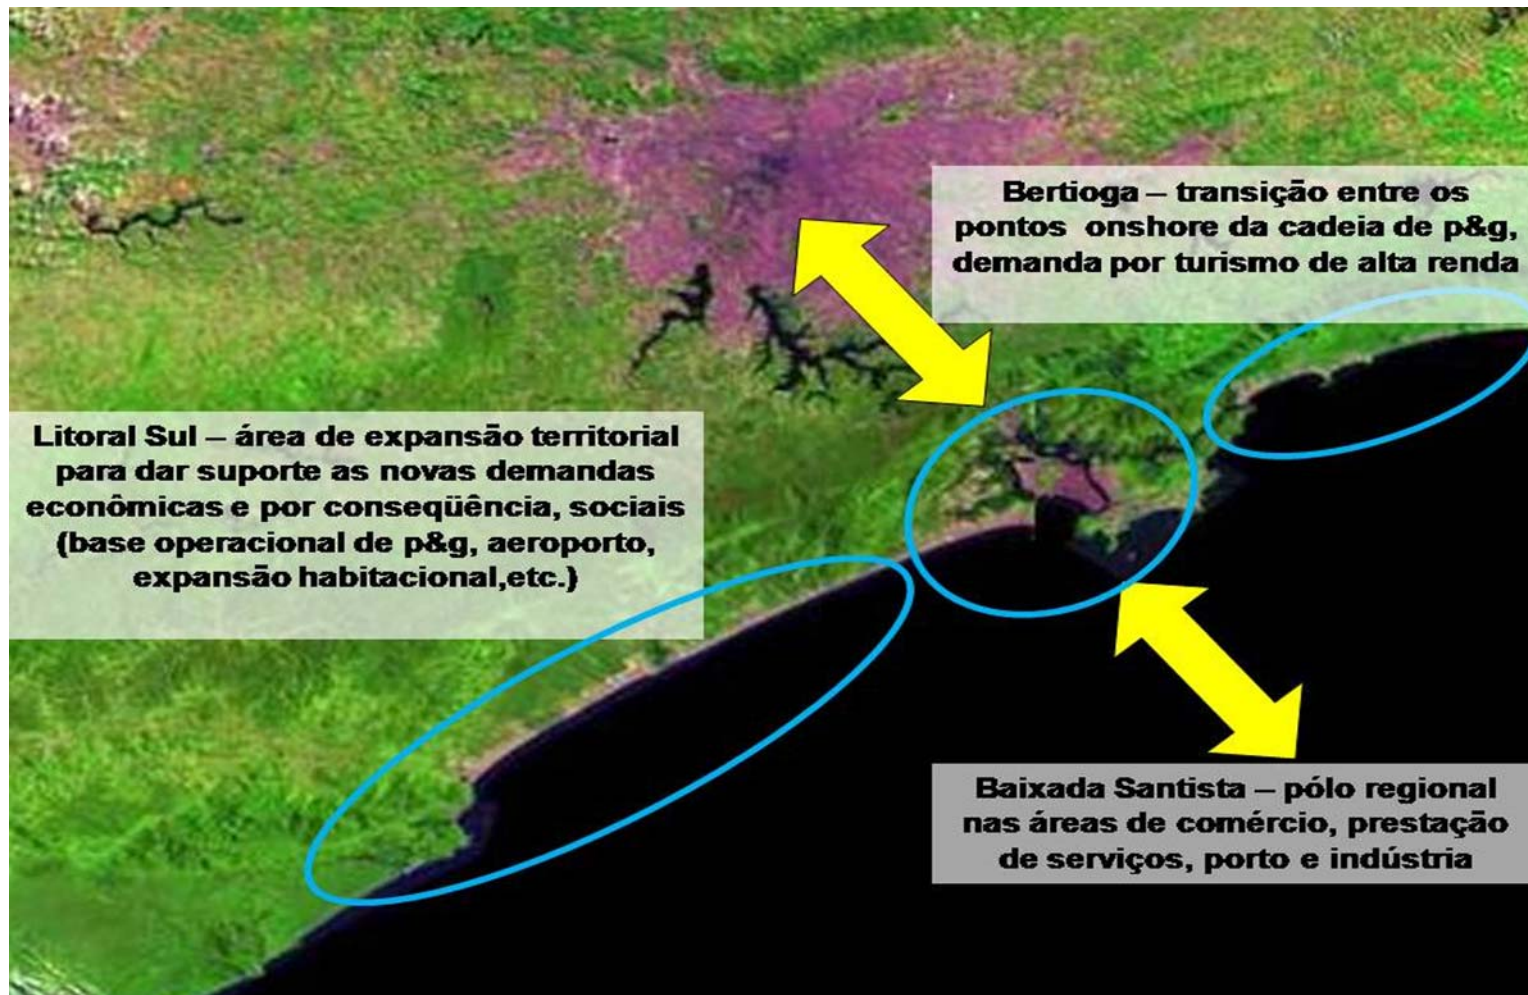 Bertioga – transição entre os
pontos onshore da cadeia de p&g,
demanda por turismo de alta renda
Litoral Sul – área de expansão territorial
para dar suporte as novas demandas
econômicas e por conseqüência, sociais
(base operacional de p&g, aeroporto,
expansão habitacional,etc.)
Baixada Santista – pólo regional
nas áreas de comércio, prestação
de serviços, porto e indústria